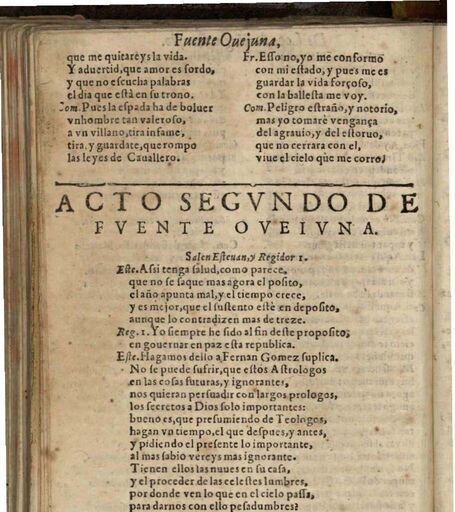 Fuente Ouejuna,
que me quitareys la vida.
Y aduertid, que amor es sordo,
y que no escucha palabras
el dia que està en su trono.
Com. Pues la espada ha de boluer
vn hombre tan valeroso,
a vn villano, tira infame,
tira, y guardate, que rompo
las leyes de Cauallero.
Fr. Esso no, yo me conformo
con mi estado, y pues me es
guardar la vida forçoso,
con la ballesta me voy.
Com. Peligro estraño, y notorio,
mas yo tomarè vengança
del agrauio, y del estoruo,
que no cerrara con el,
viue el cielo que me corro.
ACTO SEGVNDO DE
FVENTE OVEIVNA.
Salen Esteuan, y Regidor 1.
Este. Assi tenga salud, como parece,
que no se saque mas agora el posito,
el año apunta mal, y el tiempo crece,
y es mejor, que el sustento estè en deposito,
aunque lo contradizen mas de treze.
Reg. 1. Yo siempre he sido al fin deste proposito,
en gouernar en paz esta republica.
Este. Hagamos dello a Fernan Gomez suplica.
No se puede sufrir, que estos Astrologos
en las cosas futuras, y ignorantes,
nos quieran persuadir con largos prologos,
los secretos a Dios solo importantes:
bueno es, que presumiendo de Teologos,
hagan vn tiempo, el que despues, y antes,
y pidiendo el presente lo importante,
al mas sabio vereys mas ignorante.
Tienen ellos las nuues en su casa,
y el proceder de las celestes lumbres,
por donde ven lo que en el cielo passa,
para darnos con ello pesadumbres?